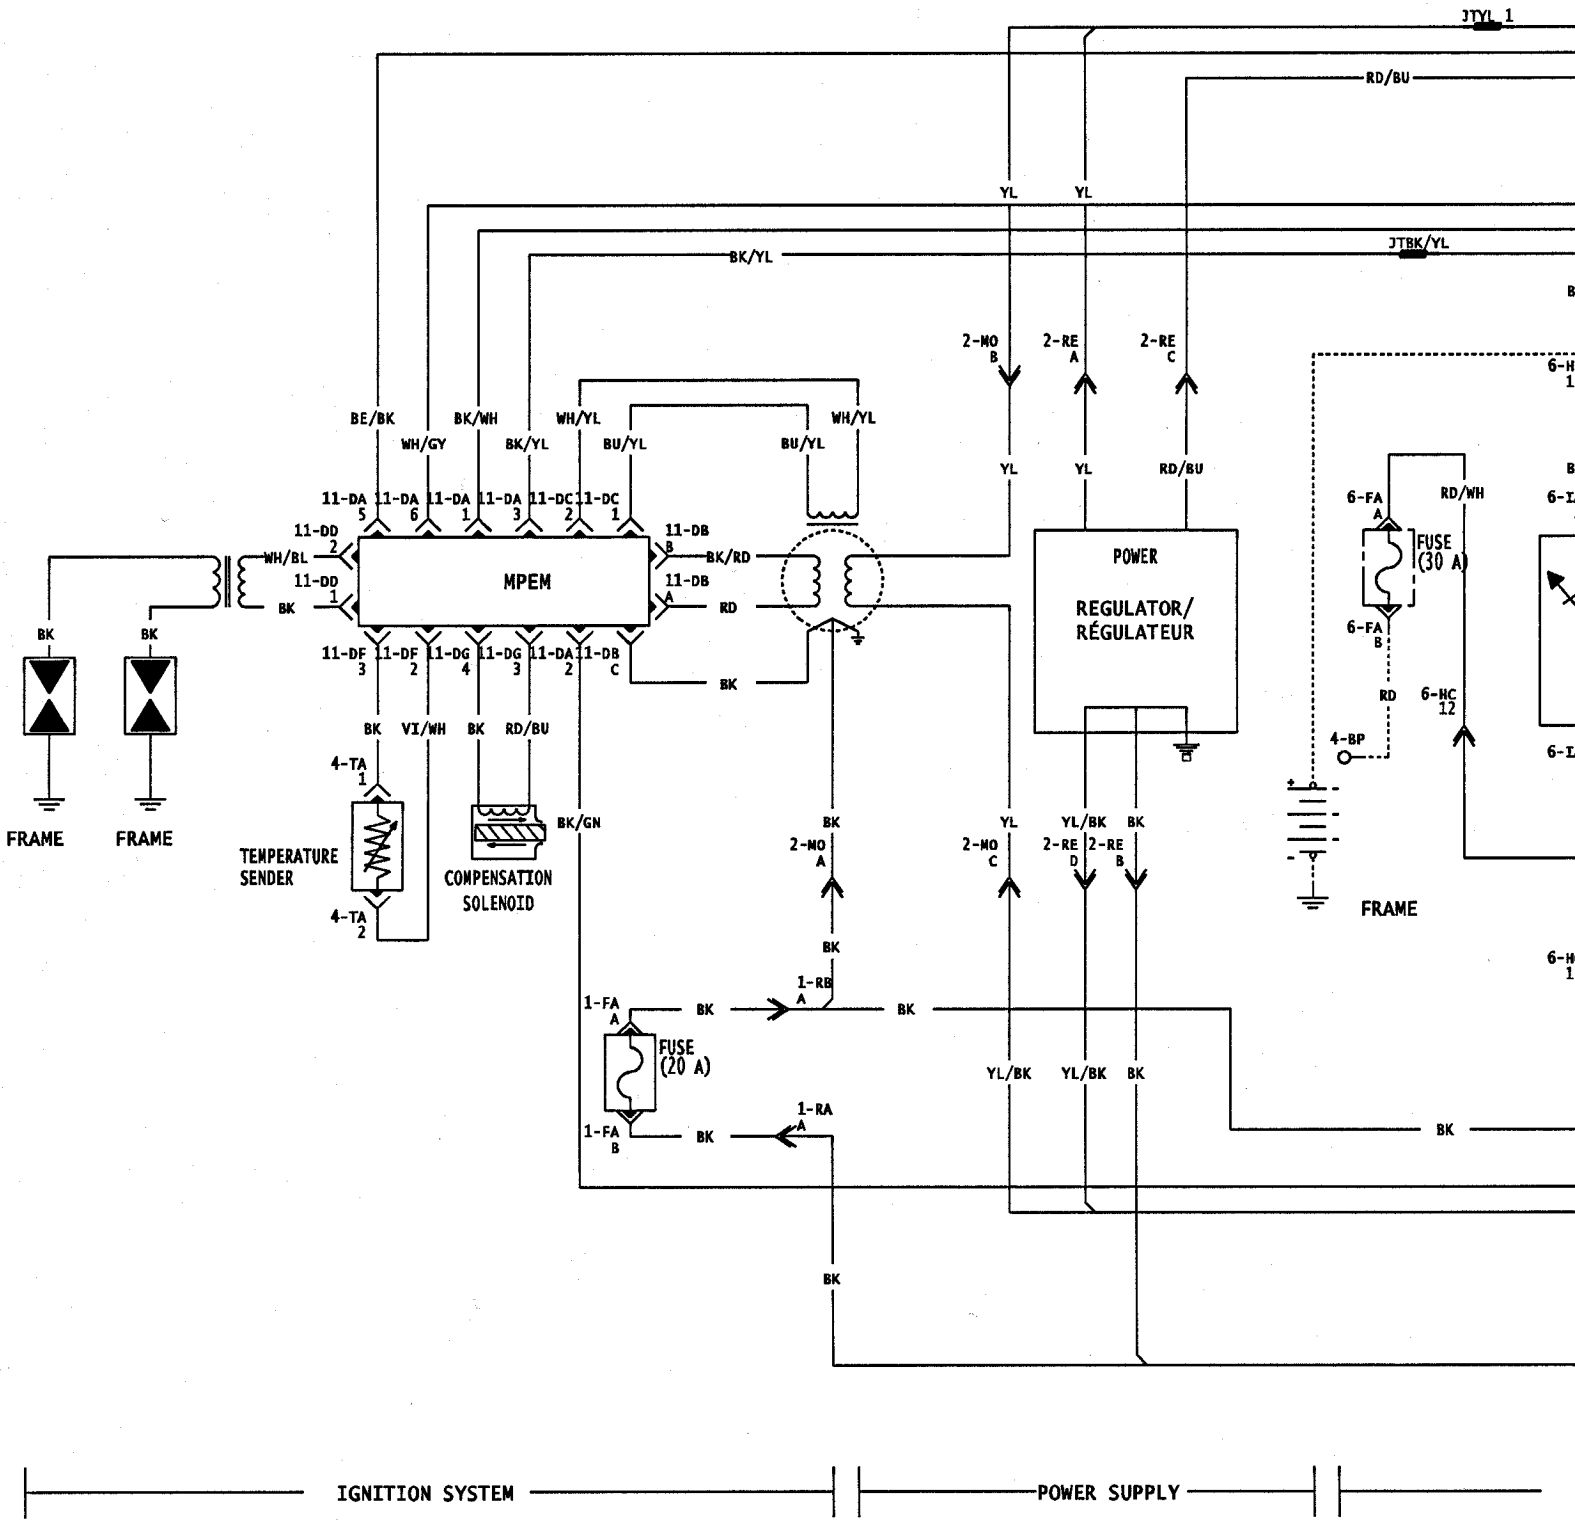 JTYL 1
RD/BU
YL YL
JTBK/YL
BK/YL
B
2-MO
B
2-RE
A
2-RE
C
6-H
1
BE/BK
WH/GY
BK/WH
BK/YL
WH/YL
BU/YL
BU/YL
WH/YL
YL YL RD/BU
B
RD/WH
6-FA
A
6-I
11-DA
5
11-DA
6
11-DA
1
11-DA
3
11-DC
2
11-DC
1
11-DD
2
11-DB
B
WH/BL
BK/RD
11-DD
1
11-DB
A
BK
RD
MPEM
POWER
REGULATOR/
RÉGULATEUR
FUSE
(30 A)
6-FA
B
BK BK
11-DF
3
11-DF
2
11-DG
4
11-DG
3
11-DA
2
11-DB
C
BK
RD
6-HC
12
BK VI/WH BK RD/BU
4-BP
6-I
4-TA
1
+
-
-
FRAME FRAME
BK/GN
BK
YL
YL/BK
BK
2-MO
A
2-MO
C
2-RE
D
2-RE
B
TEMPERATURE
SENDER
COMPENSATION
SOLENOID
4-TA
2
FRAME
BK
6-H
1
1-RB
A
1-FA
A
BK
BK
FUSE
(20 A)
YL/BK YL/BK BK
1-RA
A
1-FA
B
BK
BK
BK
IGNITION SYSTEM
POWER SUPPLY